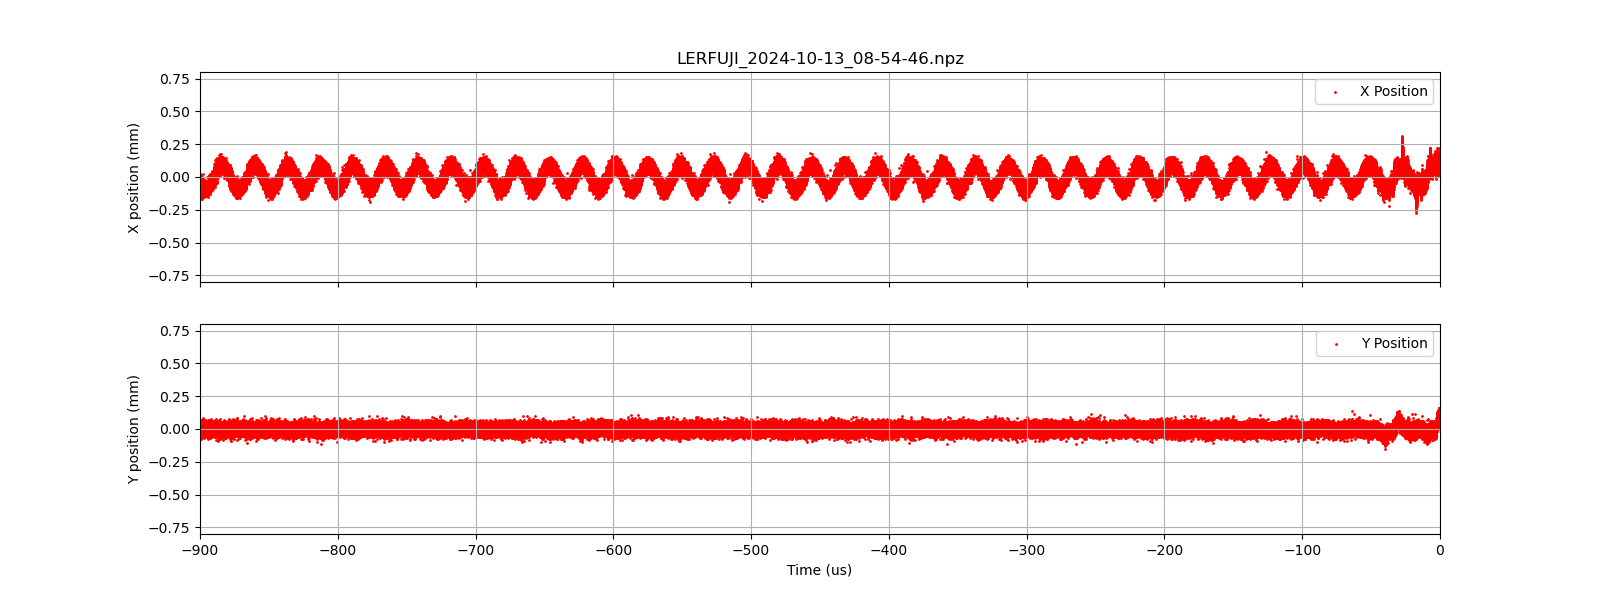 LERFUJI_2024-10-13_08-54-46.npz
X position (mm)
0.75
0.50
0.25
0.00
−0.25
−0.50
−0.75
X Position
Y position (mm)
0.75
0.50
0.25
0.00
−0.25
−0.50
−0.75
Y Position
−900 −800 −700 −600 −500 −400 −300 −200 −100 0
Time (us)